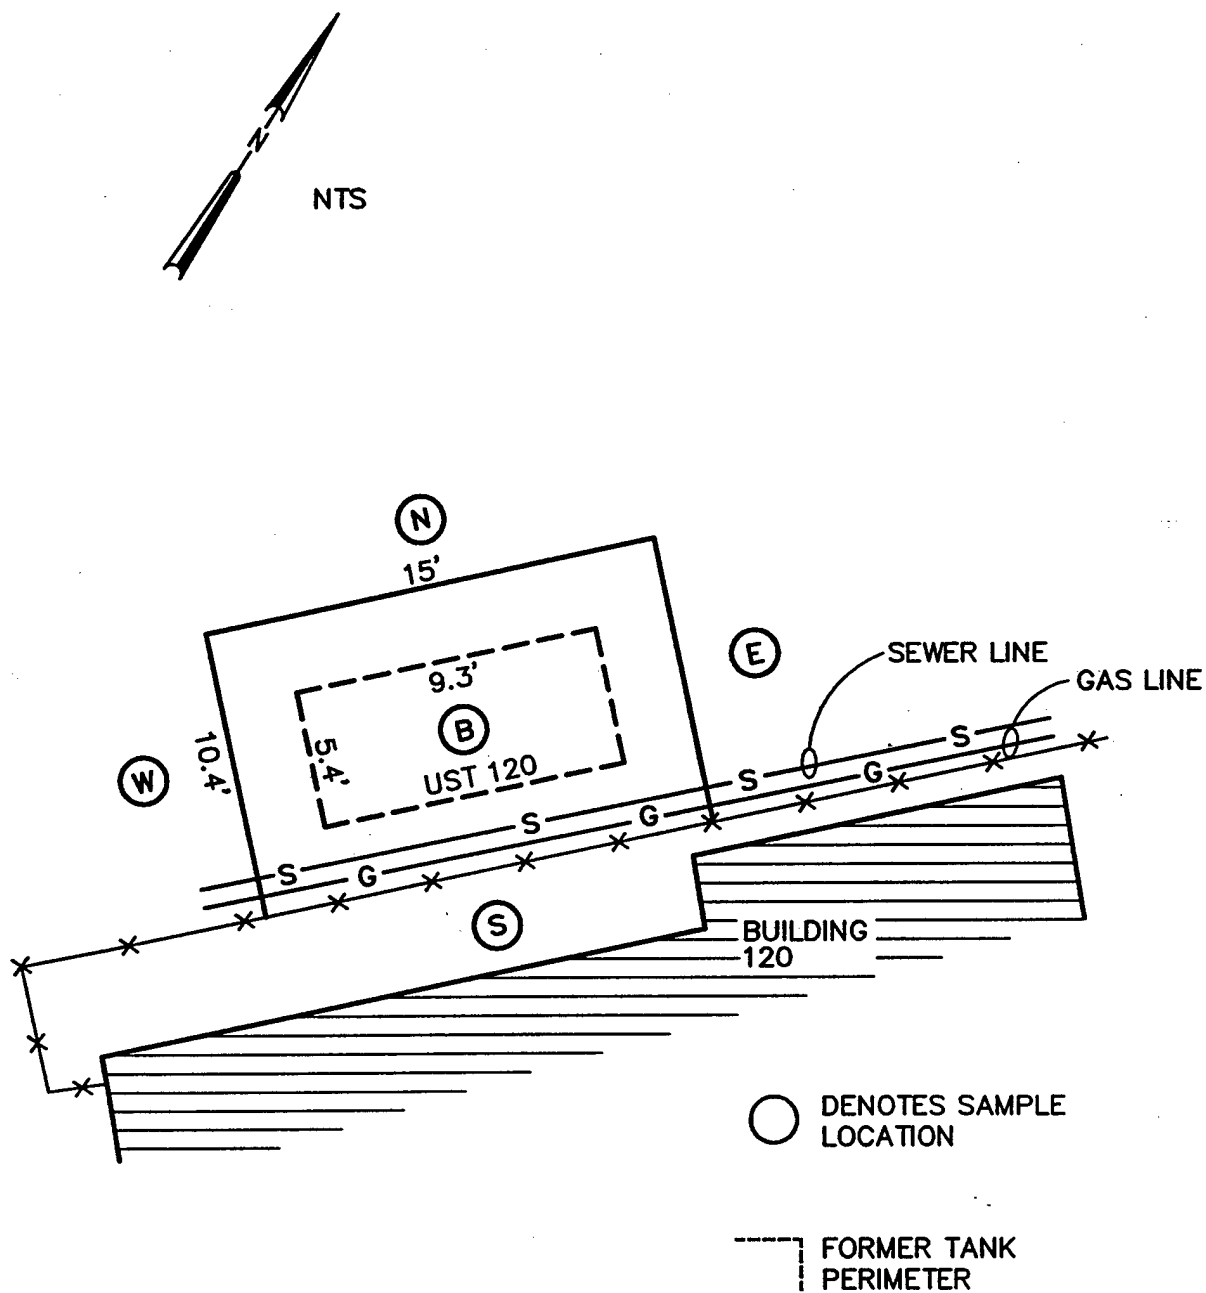 N
NTS
N
15'
E
SEWER LINE
GAS LINE
9.3'
B
5.4'
UST 120
10.4'
W
S
S
G
S
G
S
G
S
S
BUILDING
120
DENOTES SAMPLE
LOCATION
FORMER TANK
PERIMETER